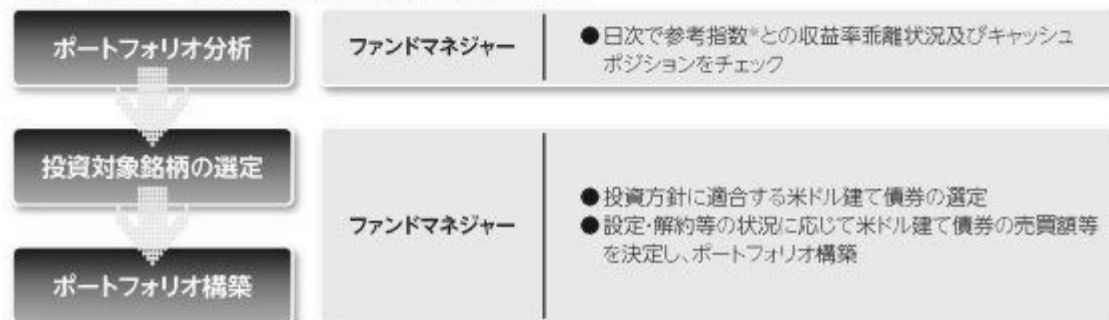 ポートフォリオ分析
ファンドマネジャー
●日次で参考指数*との収益率乖離状況及びキャッシュ
ポジションをチェック
投資対象銘柄の選定
ファンドマネジャー
●投資方針に適合する米ドル建て債券の選定
●設定・解約等の状況に応じて米ドル建て債券の売買額等
を決定し、ポートフォリオ構築
ポートフォリオ構築